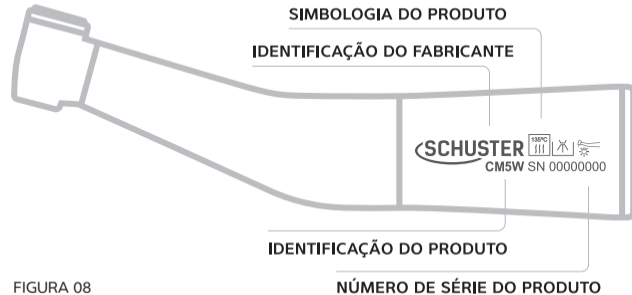 SIMBOLOGIA DO PRODUTO
IDENTIFICAÇÃO DO FABRICANTE
SCHUSTER 135°C
CM5W SN 00000000
IDENTIFICAÇÃO DO PRODUTO
FIGURA 08
NÚMERO DE SÉRIE DO PRODUTO